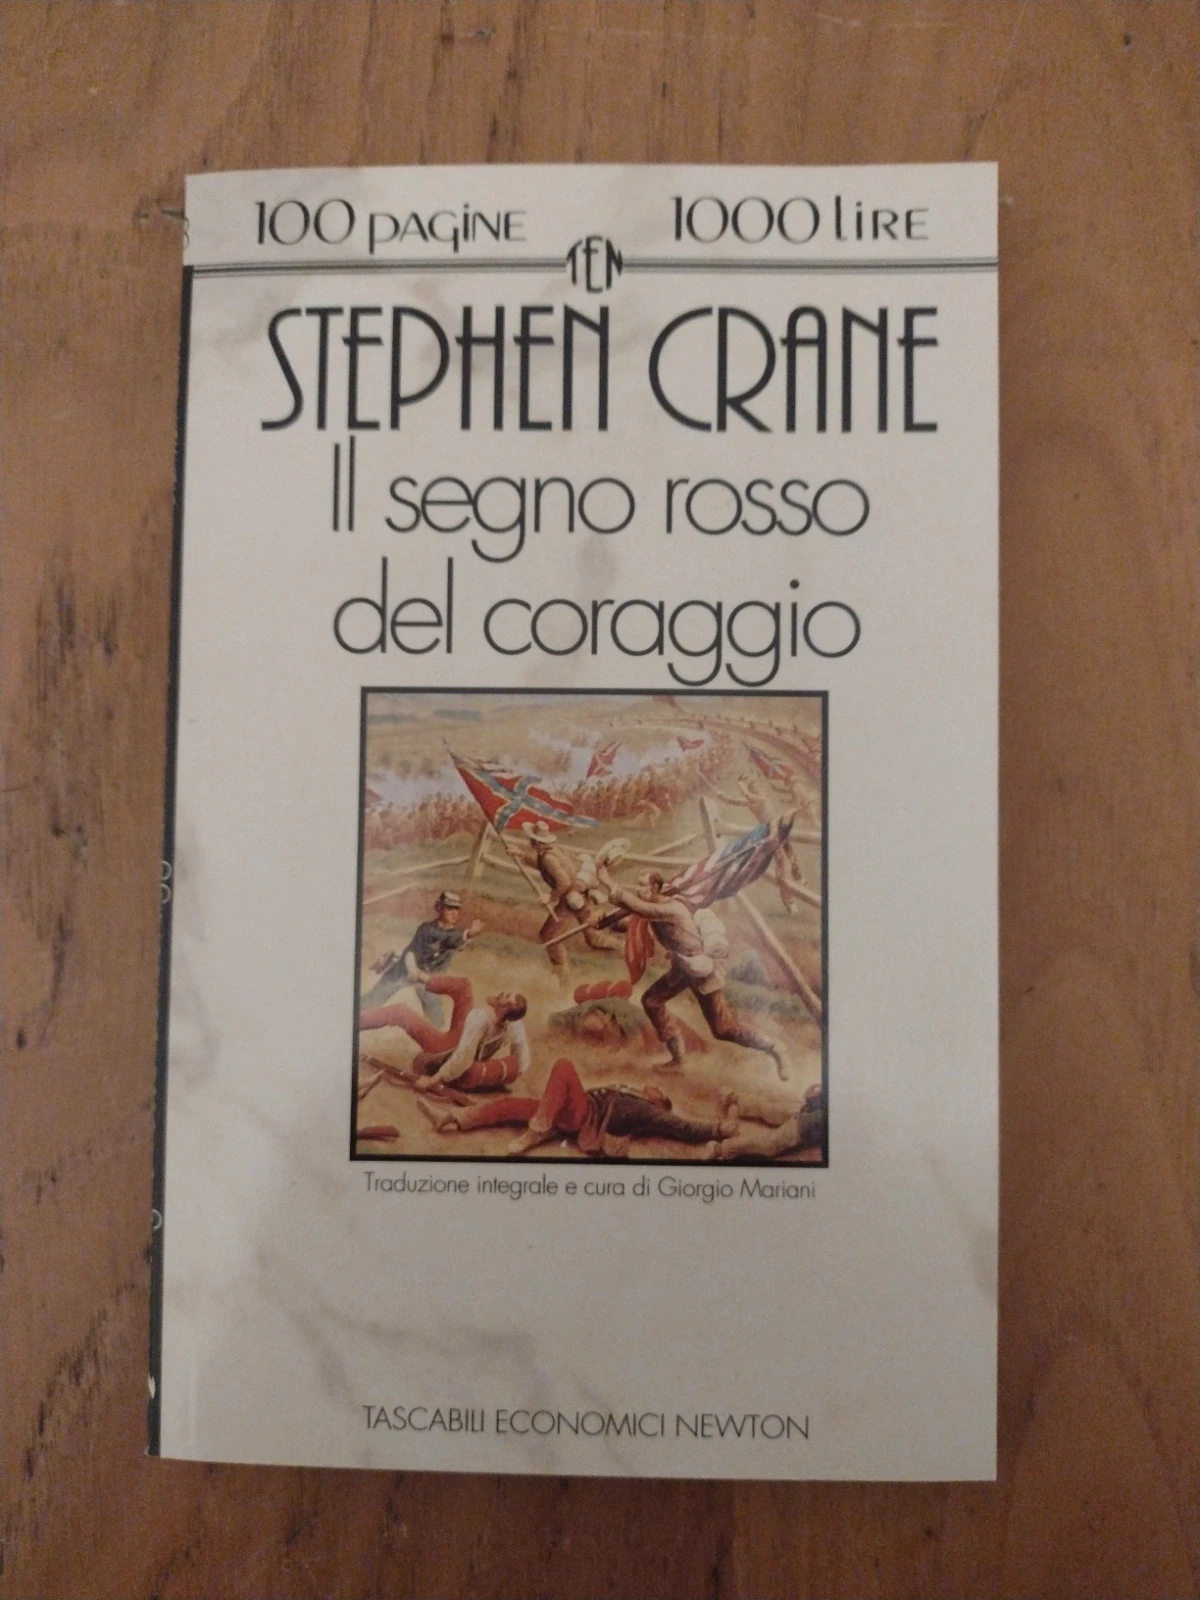 100 PAGINE 1000 LIRE
TEN
STEPHEN CRANE
Il segno rosso
del coraggio
Traduzione integrale e cura di Giorgio Mariani
TASCABILI ECONOMICI NEWTON